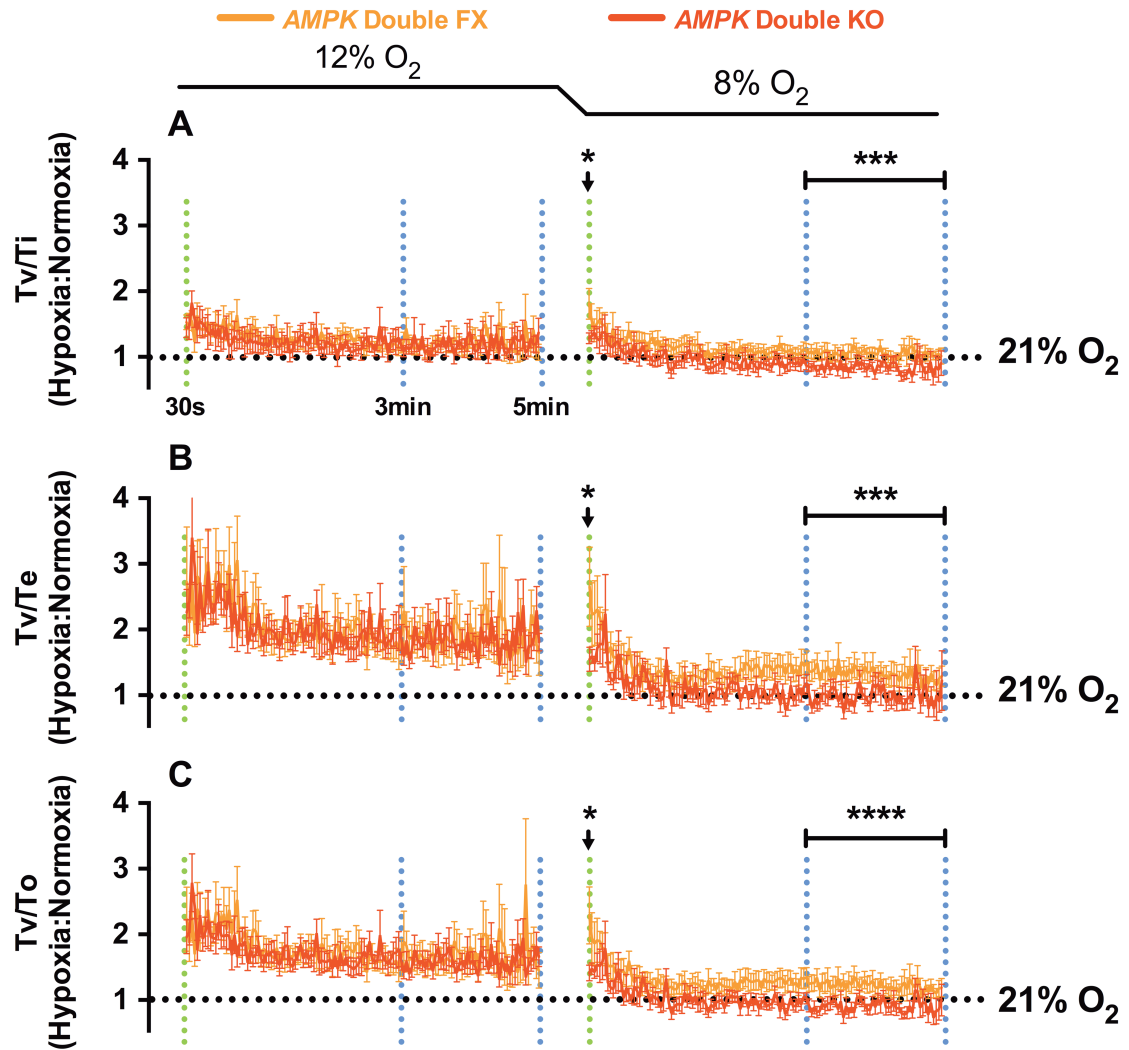 AMPK Double FX
AMPK Double KO
12% O2
8% O2
A
Tv/Ti
(Hypoxia:Normoxia)
4
3
2
1
*
***
21% O2
30s
3min
5min
B
Tv/Te
(Hypoxia:Normoxia)
4
3
2
1
*
***
21% O2
C
Tv/To
(Hypoxia:Normoxia)
4
3
2
1
*
****
21% O2